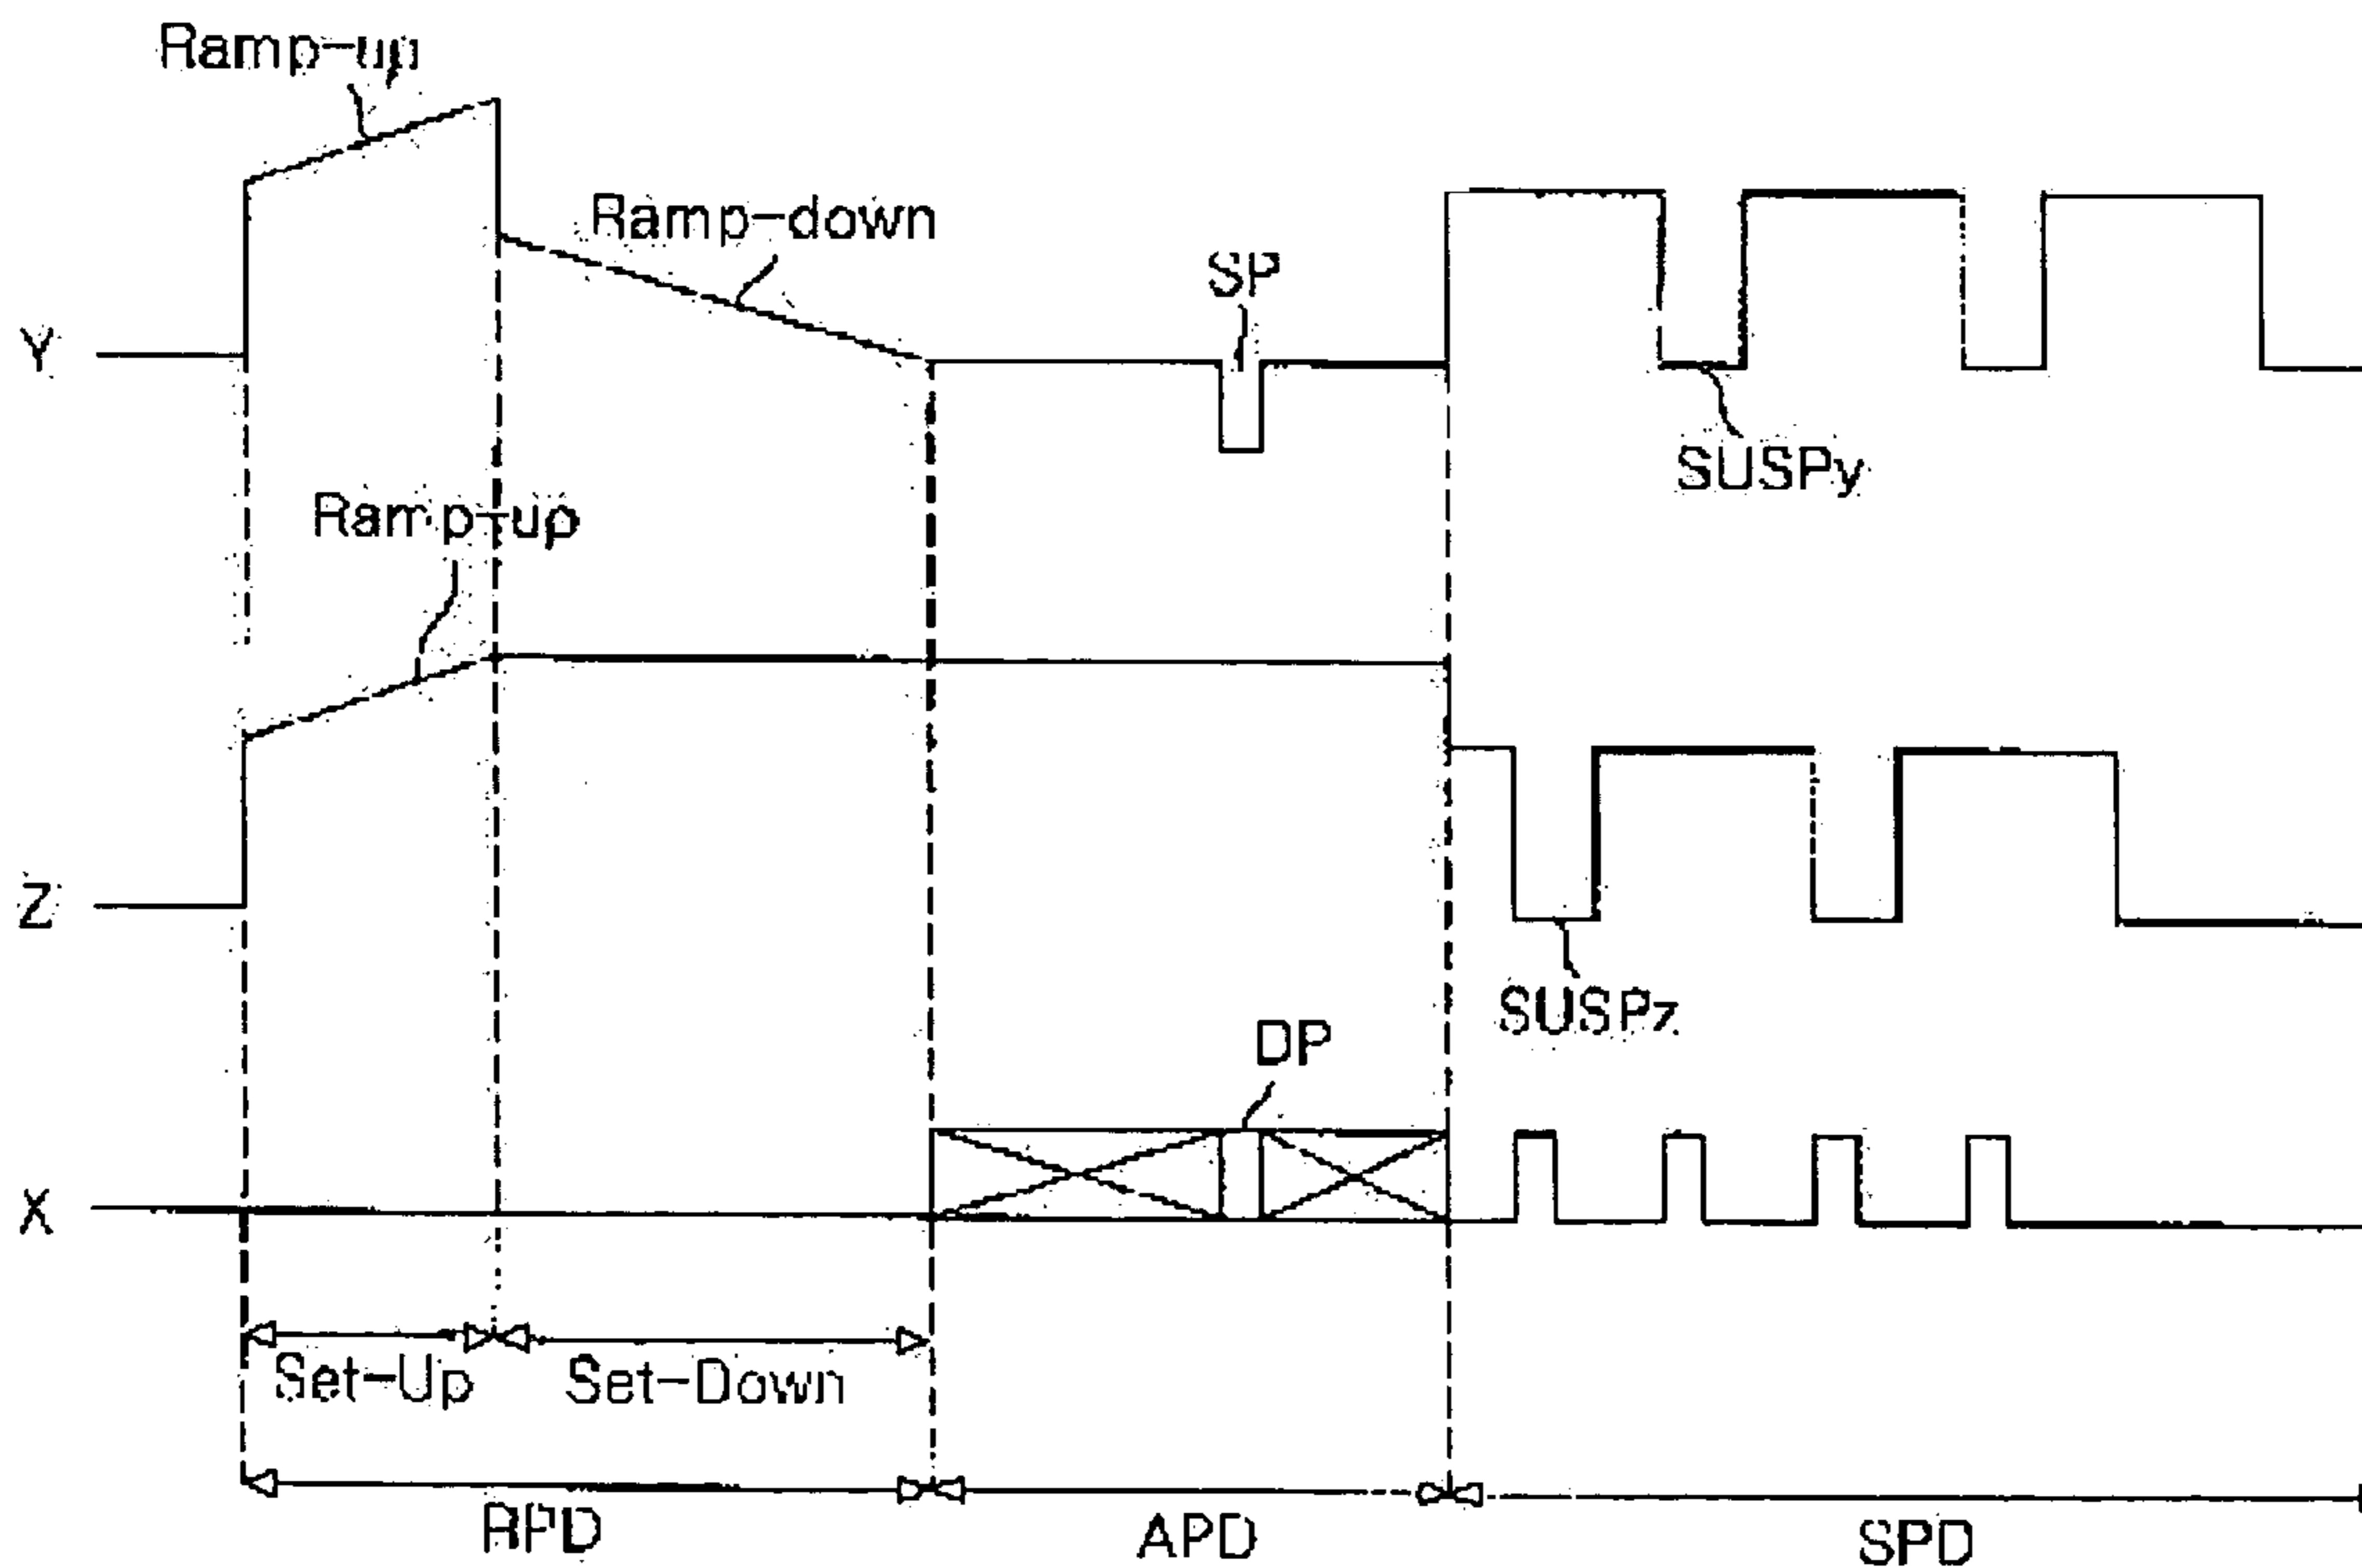 Ramp-up
Ramp-down
SP
Y
SUSPy
Ramp-up
Z
SUSPz
DP
X
Set-Up
Set-Down
RPD
APD
SPD